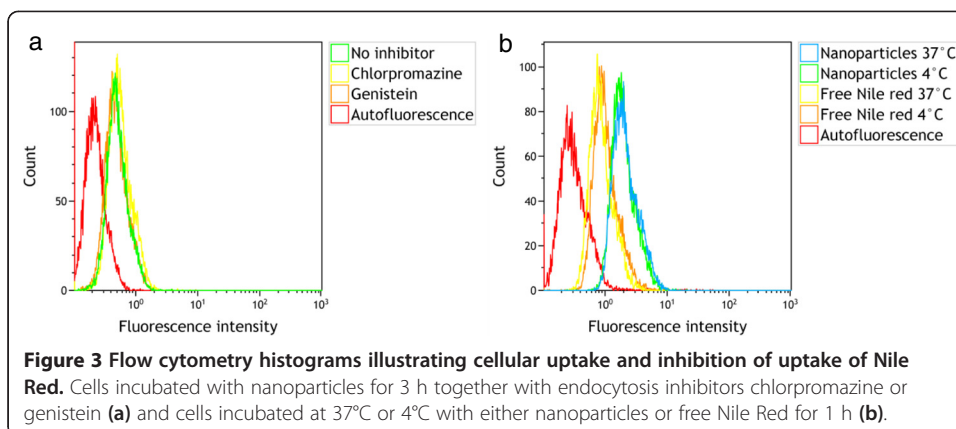 a
No inhibitor
Chlorpromazine
Genistein
Autofluorescence
Count
100
50
0
10⁰
10¹
10²
10³
Fluorescence intensity
b
Nanoparticles 37°C
Nanoparticles 4°C
Free Nile red 37°C
Free Nile red 4°C
Autofluorescence
Count
100
80
60
40
20
0
10⁰
10¹
10²
10³
Fluorescence intensity
Figure 3 Flow cytometry histograms illustrating cellular uptake and inhibition of uptake of Nile
Red. Cells incubated with nanoparticles for 3 h together with endocytosis inhibitors chlorpromazine or
genistein (a) and cells incubated at 37°C or 4°C with either nanoparticles or free Nile Red for 1 h (b).